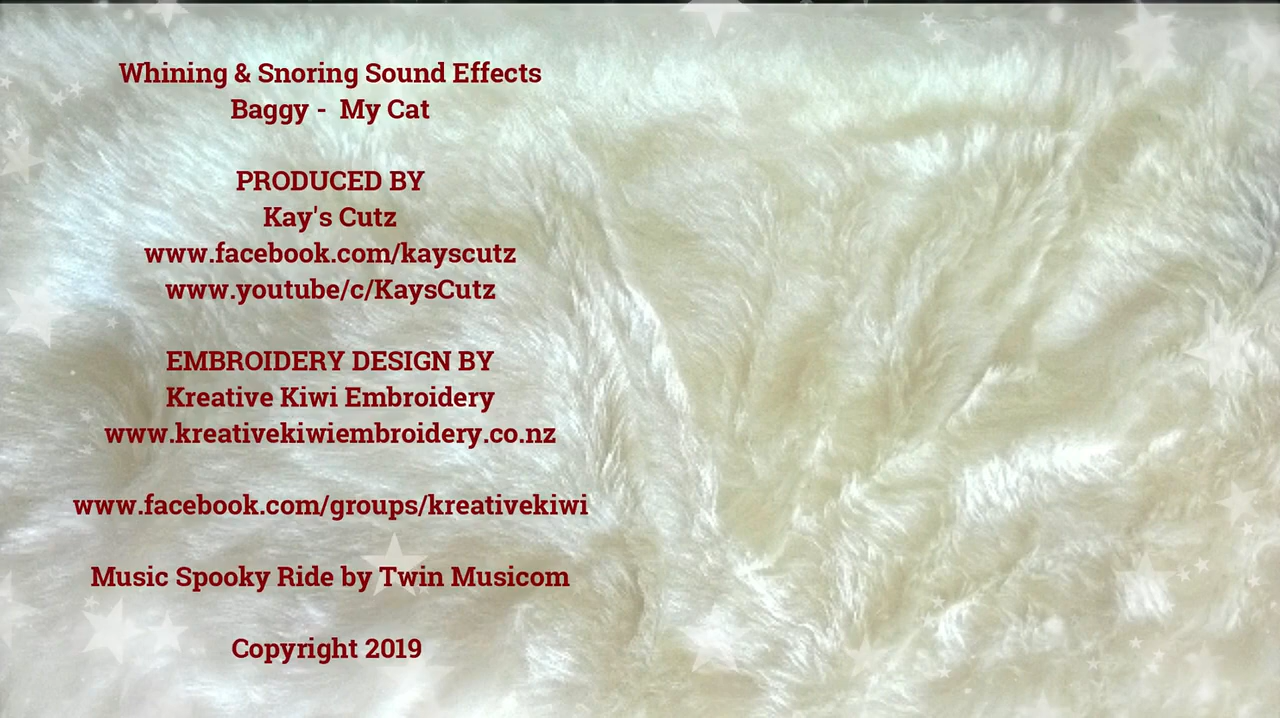 Whining & Snoring Sound Effects
Baggy -  My Cat
PRODUCED BY
Kay's Cutz
www.facebook.com/kayscutz
www.youtube/c/KaysCutz
EMBROIDERY DESIGN BY
Kreative Kiwi Embroidery
www.kreativekiwiembroidery.co.nz
www.facebook.com/groups/kreativekiwi
Music Spooky Ride by Twin Musicom
Copyright 2019